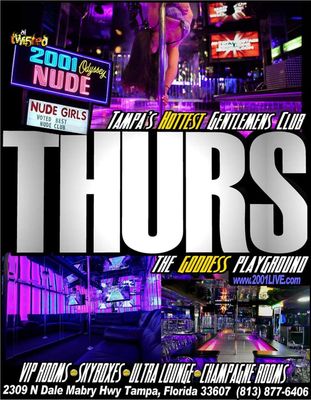 twisted
2001 Odyssey
NUDE
NUDE GIRLS
VOTED BEST
NUDE CLUB
TAMPA'S HOTTEST GENTLEMENS CLUB
THURS
THE GODDESS PLAYGROUND
www.2001LIVE.com
VIP ROOMS SKYBOXES ULTRA LOUNGE CHAMPAGNE ROOMS
2309 N Dale Mabry Hwy Tampa, Florida 33607 (813) 877-6406